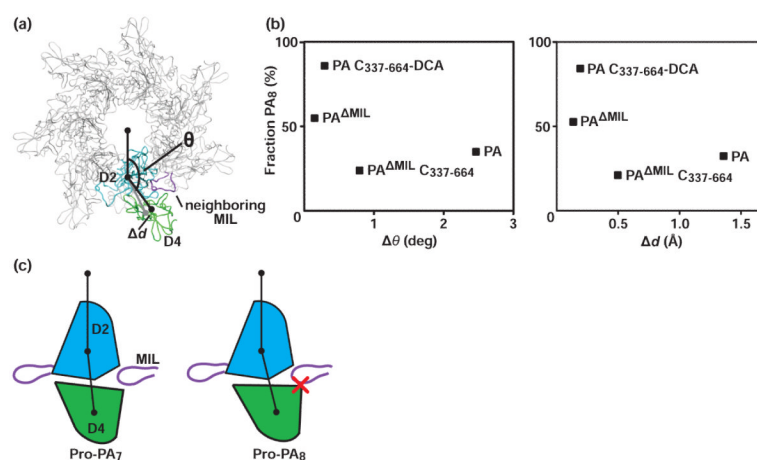 (a)
θ
D2
neighboring
MIL
Δd
D4
(b)
Fraction PA8 (%)
100
50
0
PA C337-664-DCA
PAΔMIL
PA
PAΔMIL C337-664
1
2
3
Δθ (deg)
100
50
0
PA C337-664-DCA
PAΔMIL
PA
PAΔMIL C337-664
0.5
1.0
1.5
Δd (Å)
(c)
D2
MIL
D4
Pro-PA7
Pro-PA8